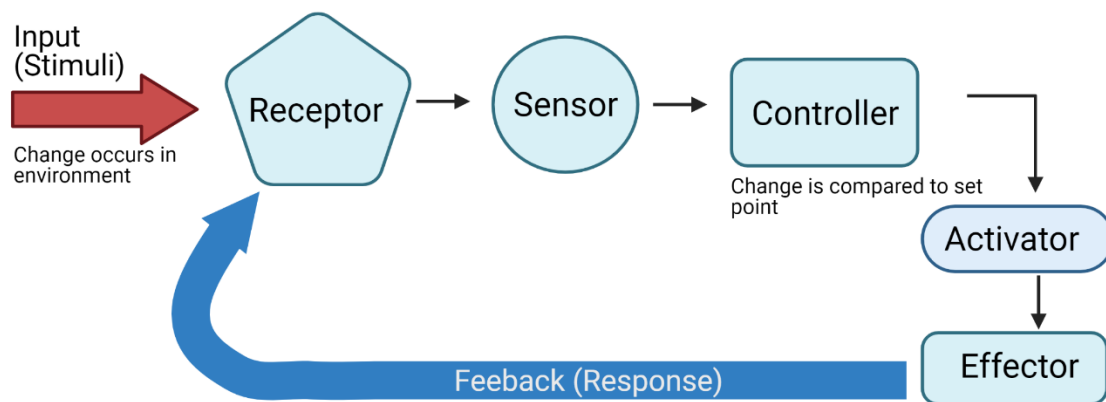 Input
(Stimuli)
Change occurs in
environment
Receptor
Sensor
Controller
Change is compared to set
point
Activator
Effector
Feeback (Response)